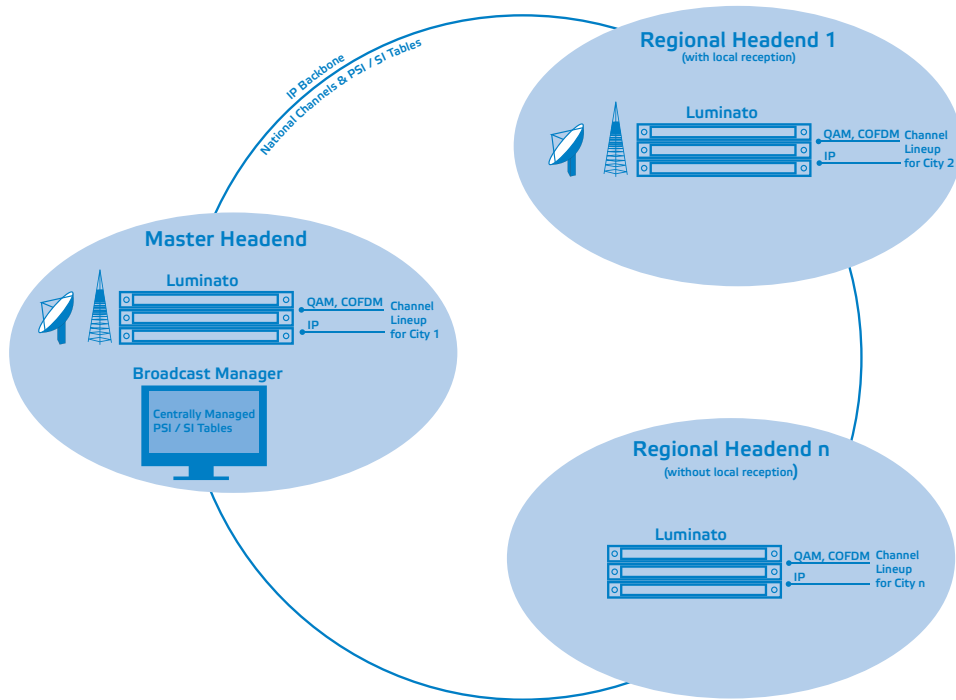 IP Backbone
National Channels & PSI / SI Tables
Regional Headend 1
(with local reception)
Luminato
QAM, COFDM
IP
Channel
Lineup
for City 2
Master Headend
Luminato
QAM, COFDM
IP
Channel
Lineup
for City 1
Broadcast Manager
Centrally Managed
PSI / SI Tables
Regional Headend n
(without local reception)
Luminato
QAM, COFDM
IP
Channel
Lineup
for City n